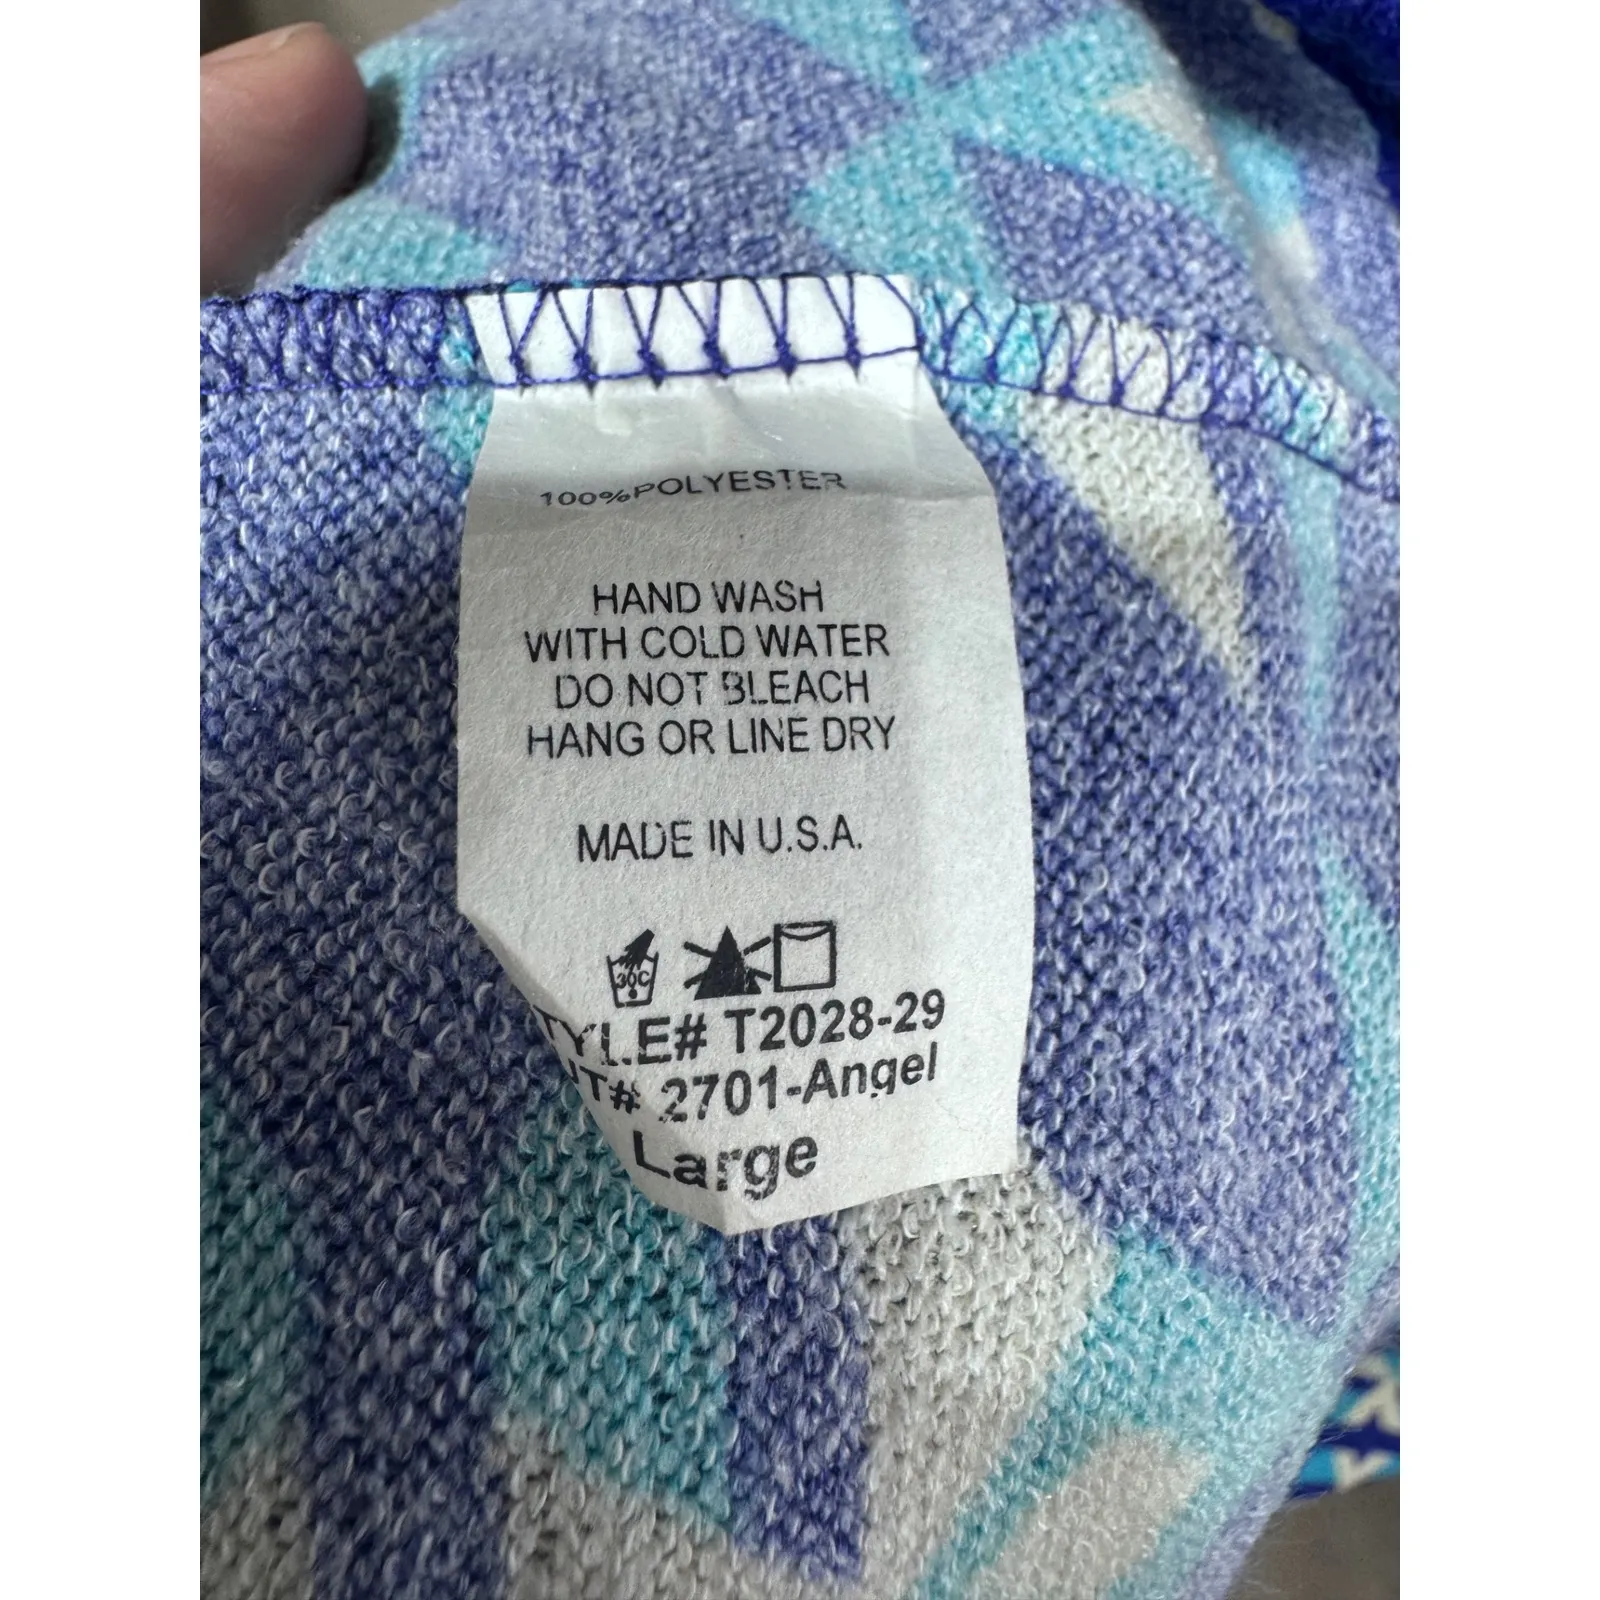 100%POLYESTER
HAND WASH
WITH COLD WATER
DO NOT BLEACH
HANG OR LINE DRY
MADE IN U.S.A.
30C
TYLE# T2028-29
UT# 2701-Angel
Large